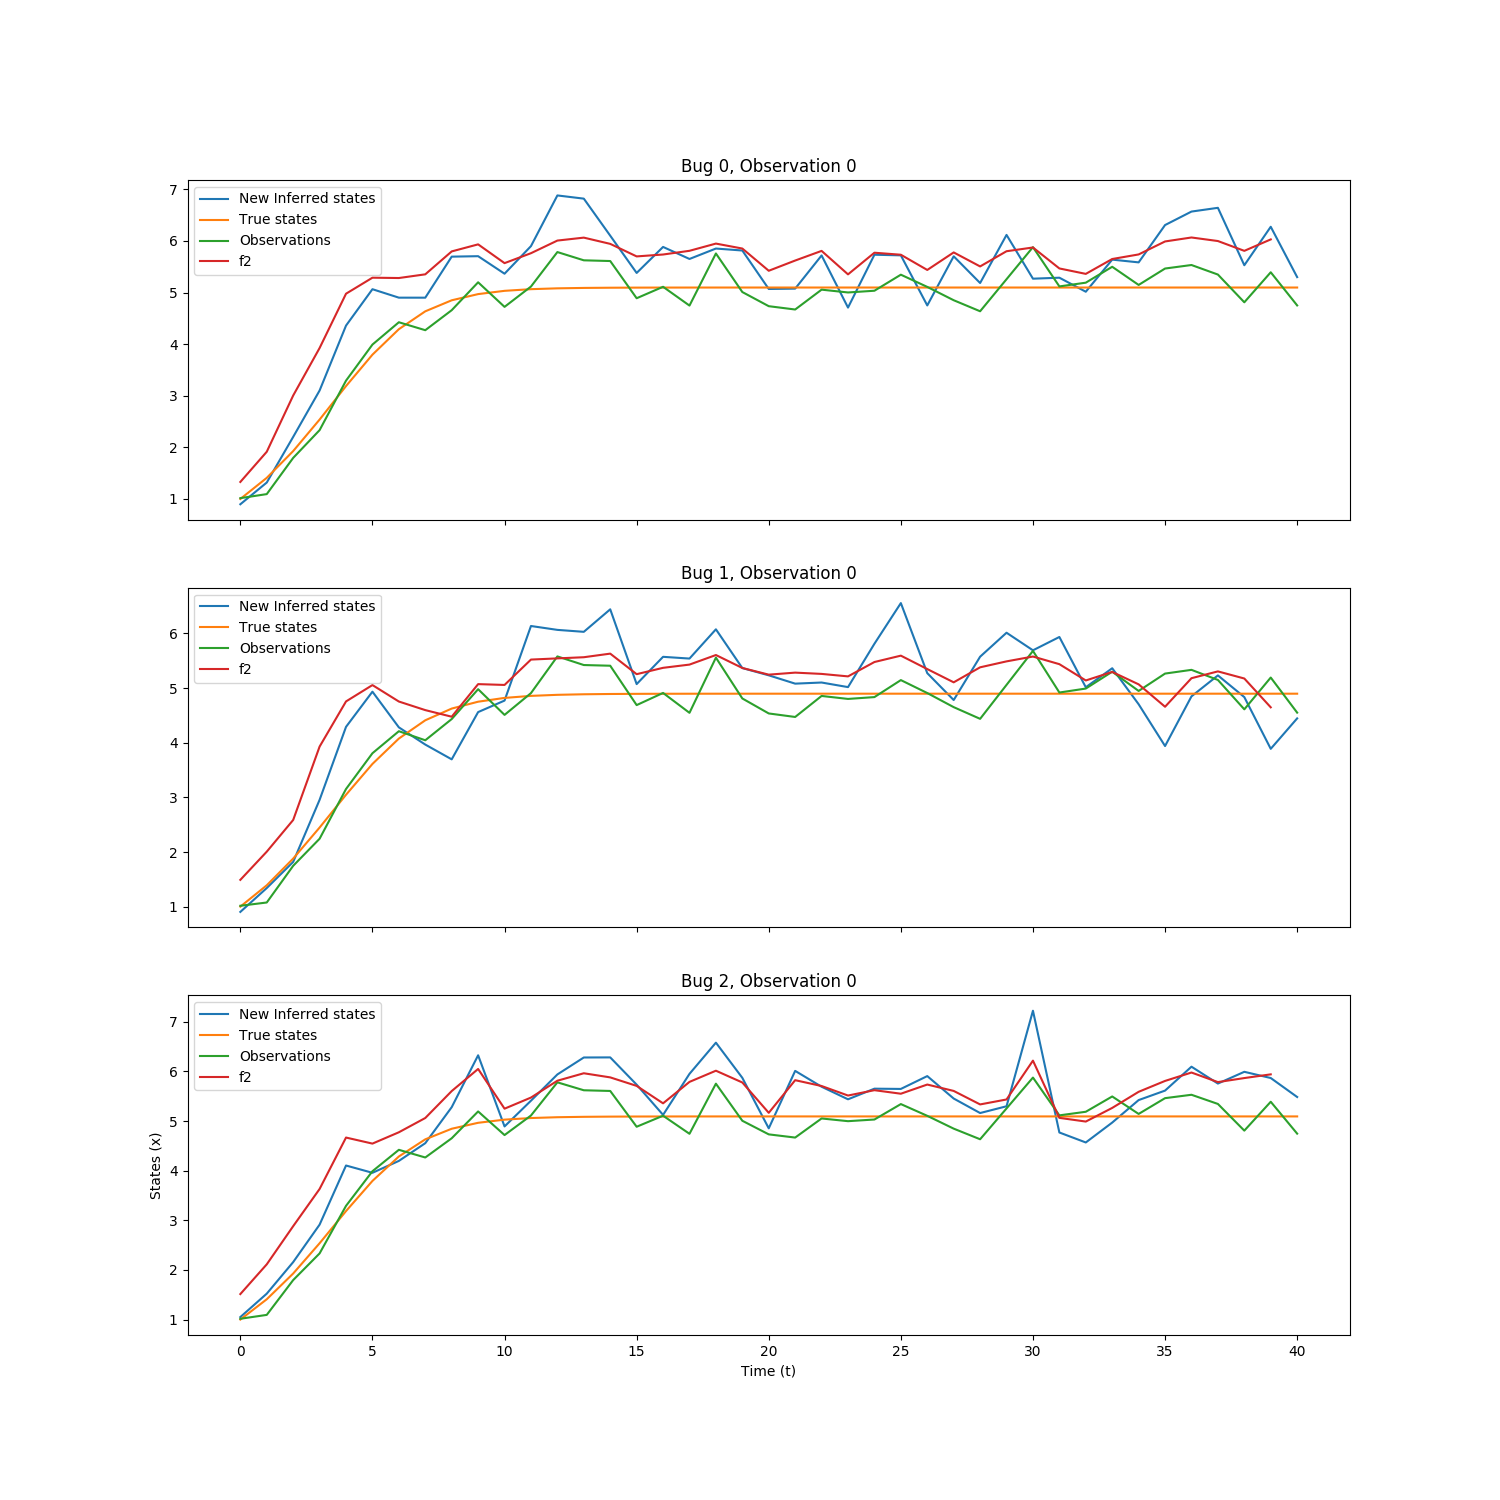 Bug 0, Observation 0
7
6
5
4
3
2
1
New Inferred states
True states
Observations
f2
Bug 1, Observation 0
6
5
4
3
2
1
New Inferred states
True states
Observations
f2
Bug 2, Observation 0
7
6
5
4
3
2
1
New Inferred states
True states
Observations
f2
States (x)
0 5 10 15 20 25 30 35 40
Time (t)